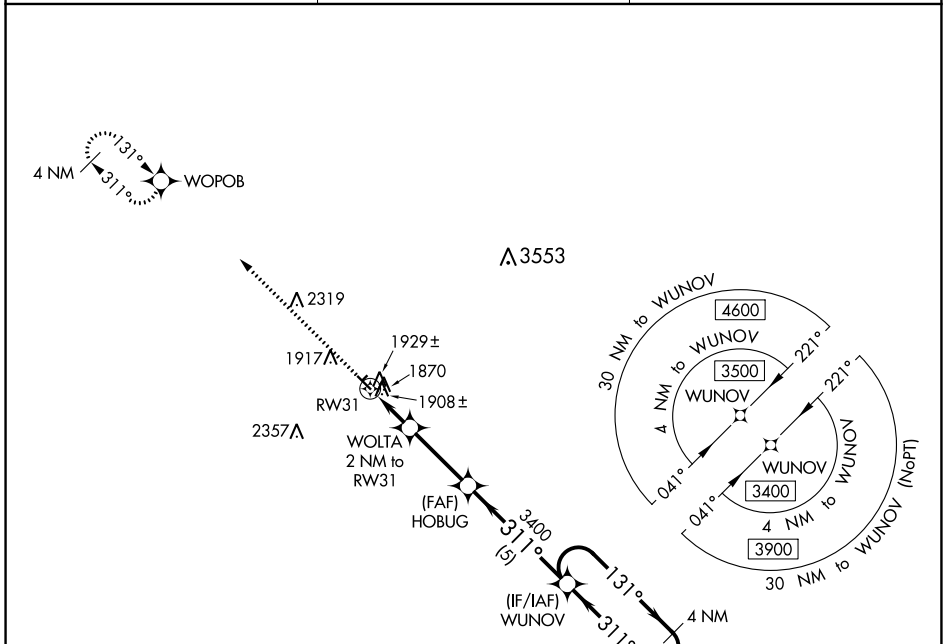 131°
4 NM
311°
WOPOB
3553
2319
1929±
1917
1870
RW31
1908±
2357
WOLTA
2 NM to
RW31
(FAF)
HOBUG
3400
311°
(5)
131°
(IF/IAF)
WUNOV
4 NM
311°
30 NM to WUNOV
4600
221°
4 NM to WUNOV
3500
WUNOV
041°
221°
WUNOV
3400
041°
4 NM to WUNOV
3900
30 NM to WUNOV (NoPT)